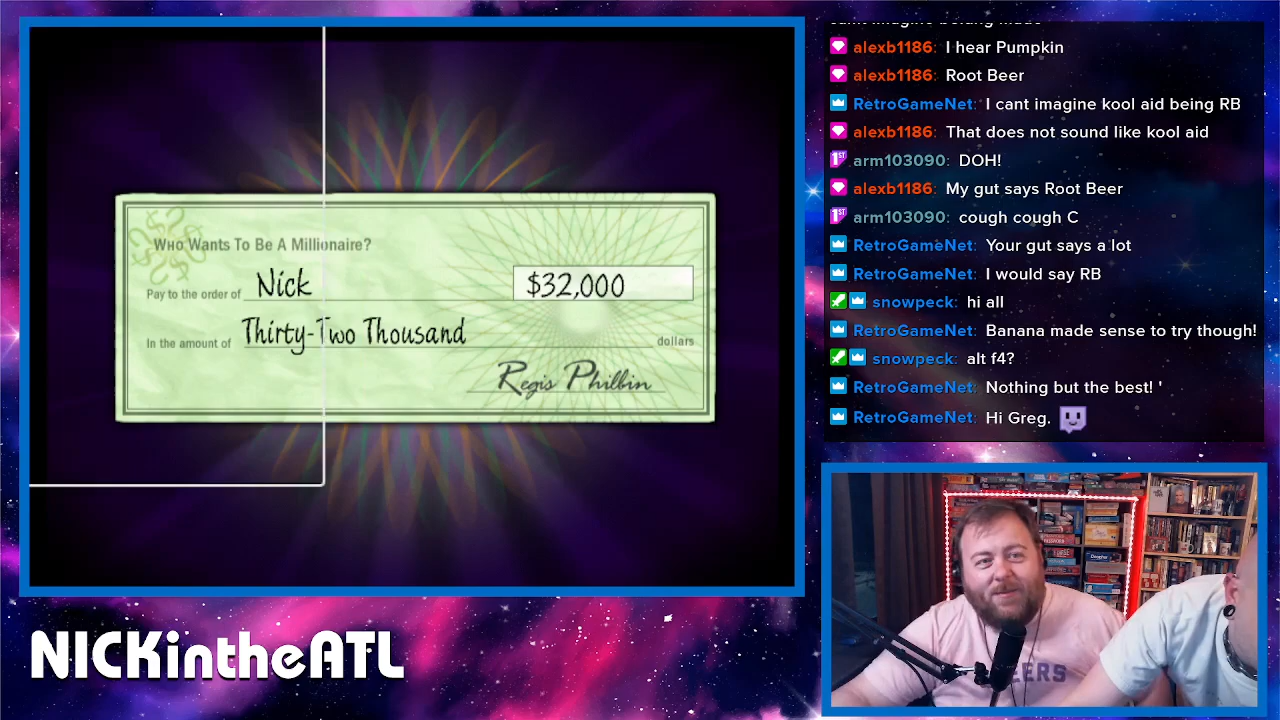 Who Wants To Be A Millionaire?
Pay to the order of Nick $32,000
In the amount of Thirty-Two Thousand dollars
Regis Philbin
alexb1186: I hear Pumpkin
alexb1186: Root Beer
RetroGameNet: I cant imagine kool aid being RB
alexb1186: That does not sound like kool aid
1ST arm103090: DOH!
alexb1186: My gut says Root Beer
1ST arm103090: cough cough C
RetroGameNet: Your gut says a lot
RetroGameNet: I would say RB
snowpeck: hi all
RetroGameNet: Banana made sense to try though!
snowpeck: alt f4?
RetroGameNet: Nothing but the best! '
RetroGameNet: Hi Greg.
NICKintheATL